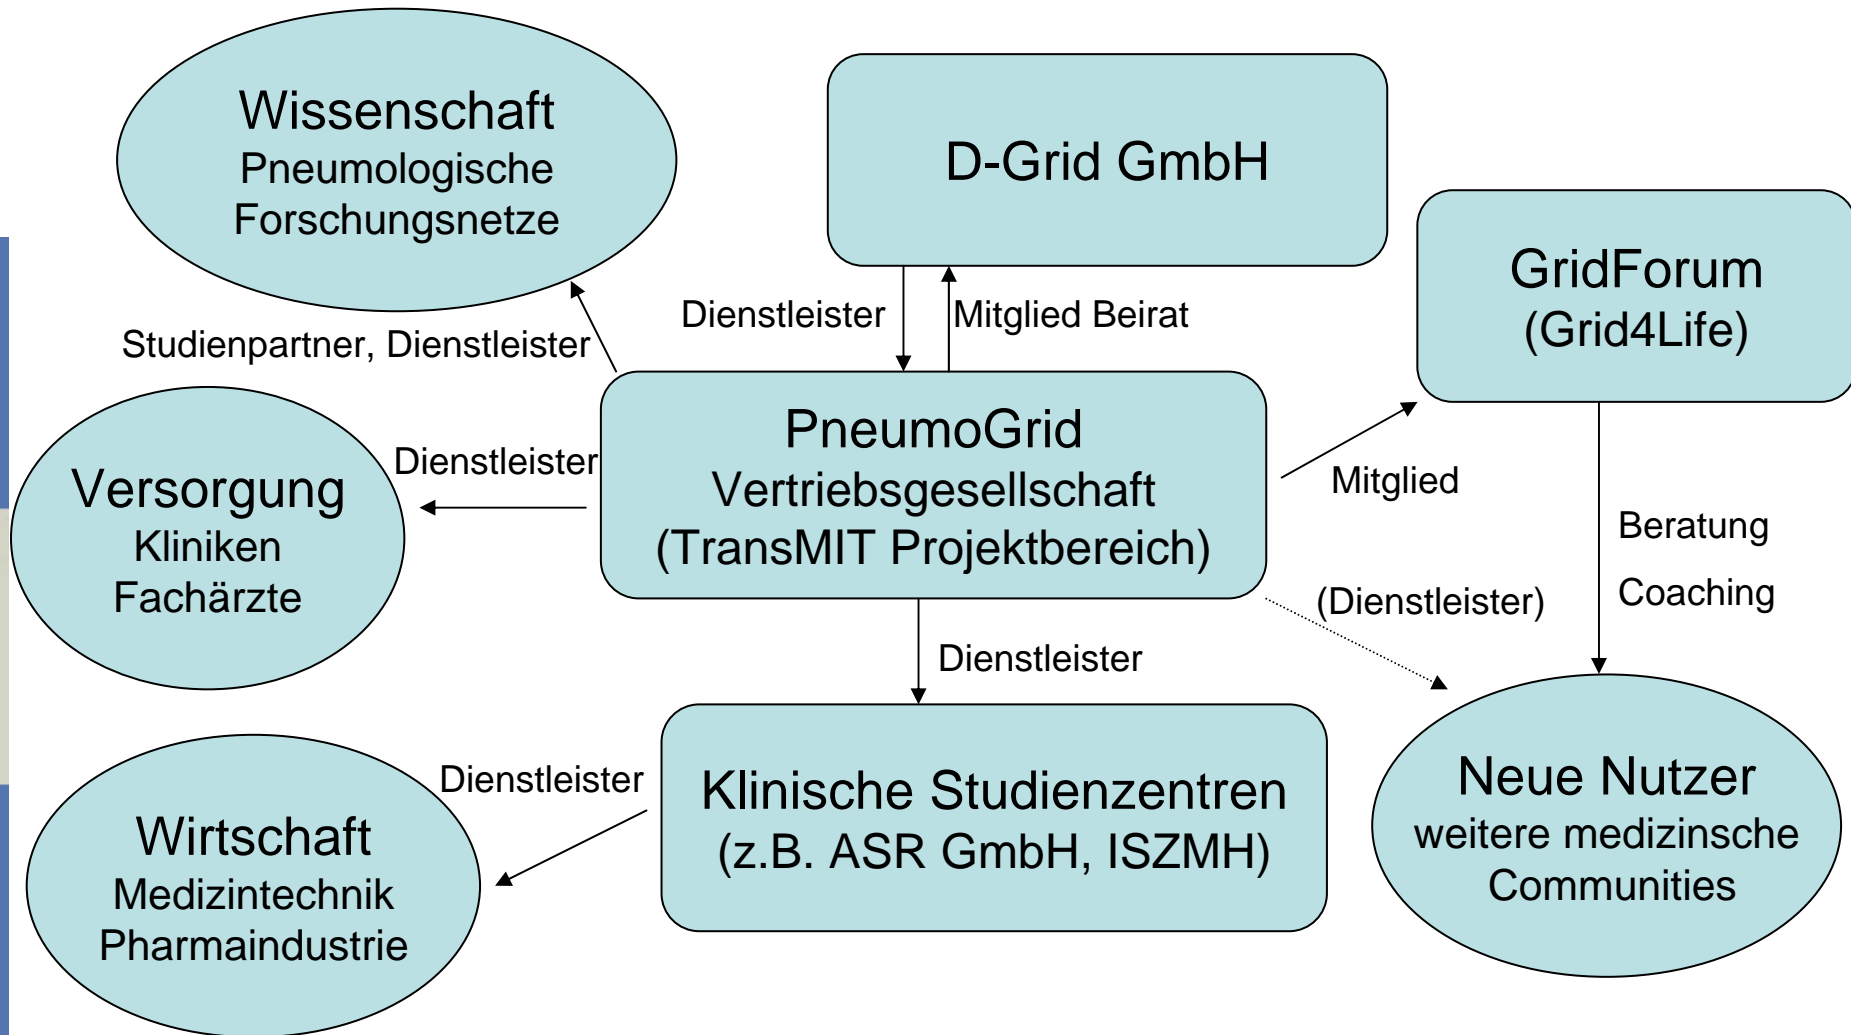 Wissenschaft
Pneumologische
Forschungsnetze
D-Grid GmbH
GridForum
(Grid4Life)
Dienstleister
Mitglied Beirat
Studienpartner, Dienstleister
PneumoGrid
Vertriebsgesellschaft
(TransMIT Projektbereich)
Dienstleister
Versorgung
Kliniken
Fachärzte
Mitglied
Beratung
Coaching
(Dienstleister)
Dienstleister
Klinische Studienzentren
(z.B. ASR GmbH, ISZMH)
Dienstleister
Wirtschaft
Medizintechnik
Pharmaindustrie
Neue Nutzer
weitere medizinsche
Communities